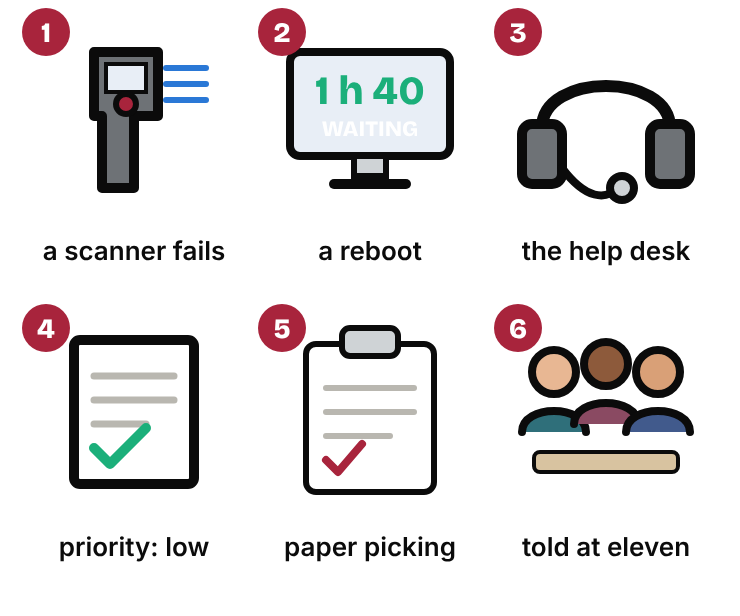 1
a scanner fails
2
1 h 40
WAITING
a reboot
3
the help desk
4
priority: low
5
paper picking
6
told at eleven